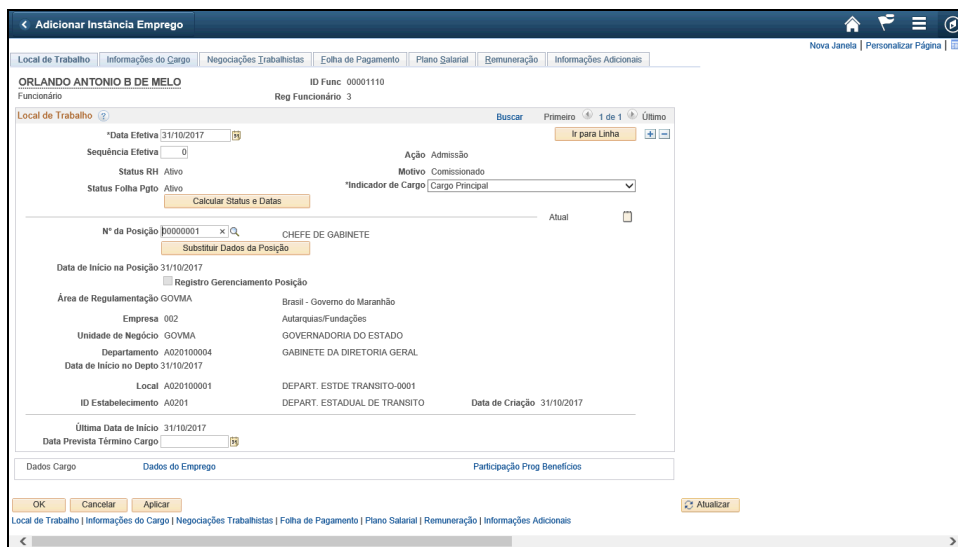 Adicionar Instância Emprego
Nova Janela | Personalizar Página |
Local de Trabalho Informações do Cargo Negociações Trabalhistas Folha de Pagamento Plano Salarial Remuneração Informações Adicionais
ORLANDO ANTONIO B DE MELO ID Func 00001110
Funcionário Reg Funcionário 3
Local de Trabalho ? Buscar Primeiro 1 de 1 Último
*Data Efetiva 31/10/2017 Ir para Linha + −
Sequência Efetiva 0 Ação Admissão
Status RH Ativo Motivo Comissionado
Status Folha Pgto Ativo *Indicador de Cargo Cargo Principal
Calcular Status e Datas
Atual
Nº da Posição 00000001 × CHEFE DE GABINETE
Substituir Dados da Posição
Data de Início na Posição 31/10/2017
Registro Gerenciamento Posição
Área de Regulamentação GOVMA Brasil - Governo do Maranhão
Empresa 002 Autarquias/Fundações
Unidade de Negócio GOVMA GOVERNADORIA DO ESTADO
Departamento A020100004 GABINETE DA DIRETORIA GERAL
Data de Início no Depto 31/10/2017
Local A020100001 DEPART. ESTDE TRANSITO-0001
ID Estabelecimento A0201 DEPART. ESTADUAL DE TRANSITO Data de Criação 31/10/2017
Última Data de Início 31/10/2017
Data Prevista Término Cargo
Dados Cargo Dados do Emprego Participação Prog Benefícios
OK Cancelar Aplicar Atualizar
Local de Trabalho | Informações do Cargo | Negociações Trabalhistas | Folha de Pagamento | Plano Salarial | Remuneração | Informações Adicionais